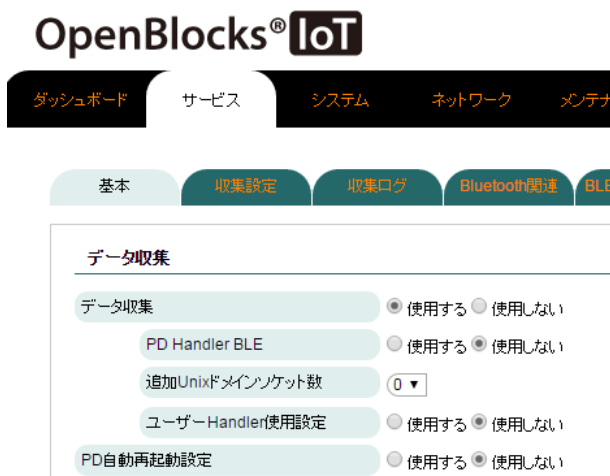 OpenBlocks® IoT
ダッシュボード サービス システム ネットワーク メンテナ
基本 収集設定 収集ログ Bluetooth関連 BLE
データ収集
データ収集 使用する 使用しない
PD Handler BLE 使用する 使用しない
追加Unixドメインソケット数 0
ユーザーHandler使用設定 使用する 使用しない
PD自動再起動設定 使用する 使用しない